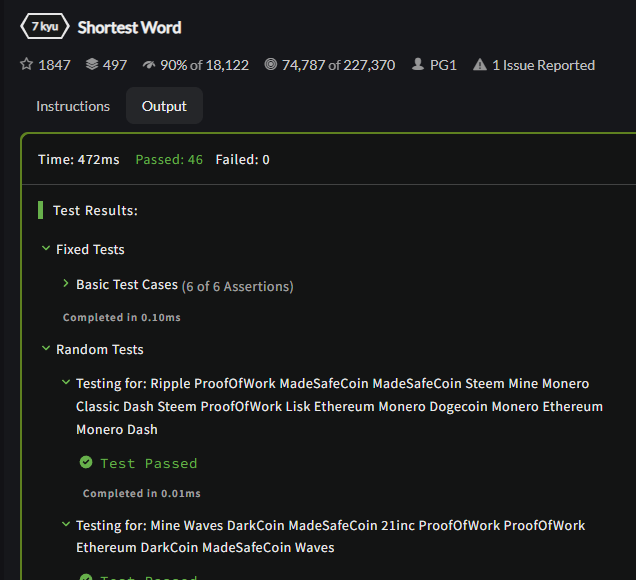 7 kyu Shortest Word
1847 497 90% of 18,122 74,787 of 227,370 PG1 1 Issue Reported
Instructions Output
Time: 472ms Passed: 46 Failed: 0
Test Results:
Fixed Tests
Basic Test Cases (6 of 6 Assertions)
Completed in 0.10ms
Random Tests
Testing for: Ripple ProofOfWork MadeSafeCoin MadeSafeCoin Steem Mine Monero
Classic Dash Steem ProofOfWork Lisk Ethereum Monero Dogecoin Monero Ethereum
Monero Dash
Test Passed
Completed in 0.01ms
Testing for: Mine Waves DarkCoin MadeSafeCoin 21inc ProofOfWork ProofOfWork
Ethereum DarkCoin MadeSafeCoin Waves
Test Passed